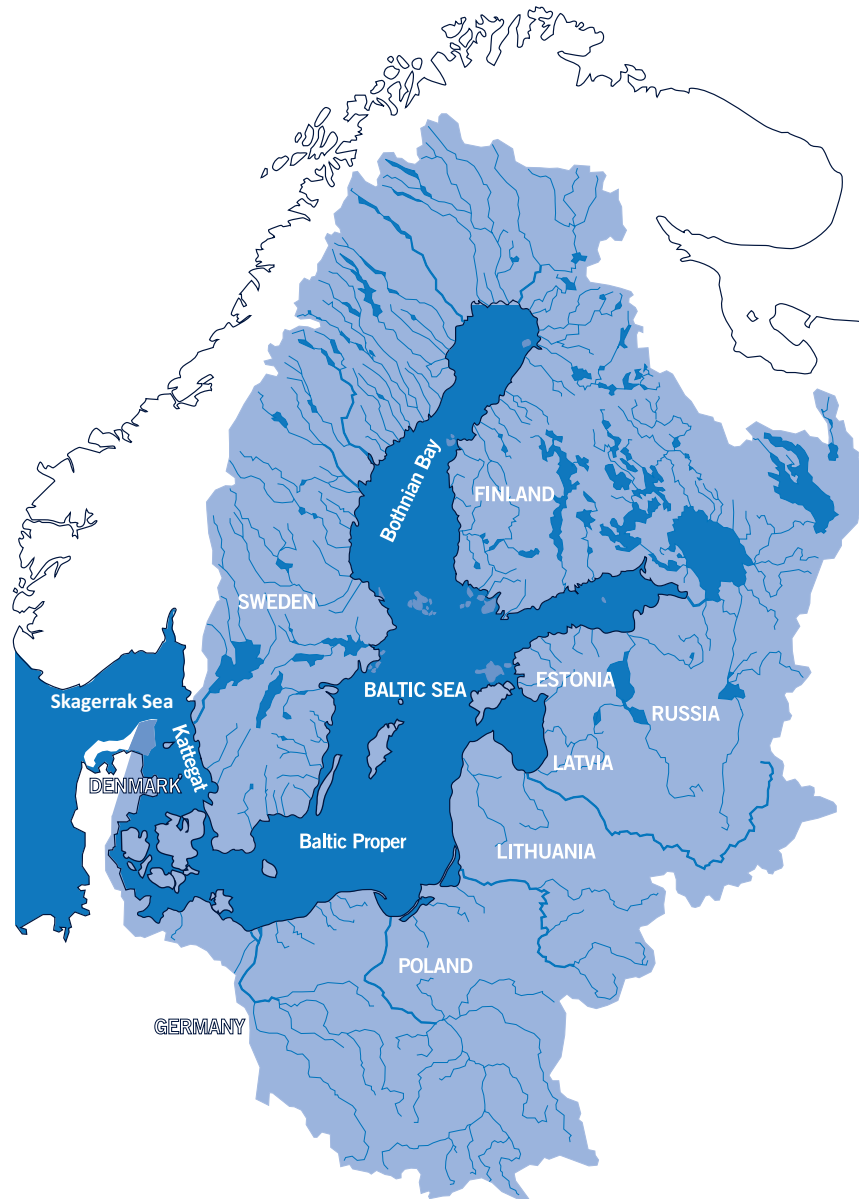 Bothnian Bay
FINLAND
SWEDEN
BALTIC SEA
ESTONIA
Skagerrak Sea
RUSSIA
Kattegat
LATVIA
DENMARK
Baltic Proper
LITHUANIA
POLAND
GERMANY